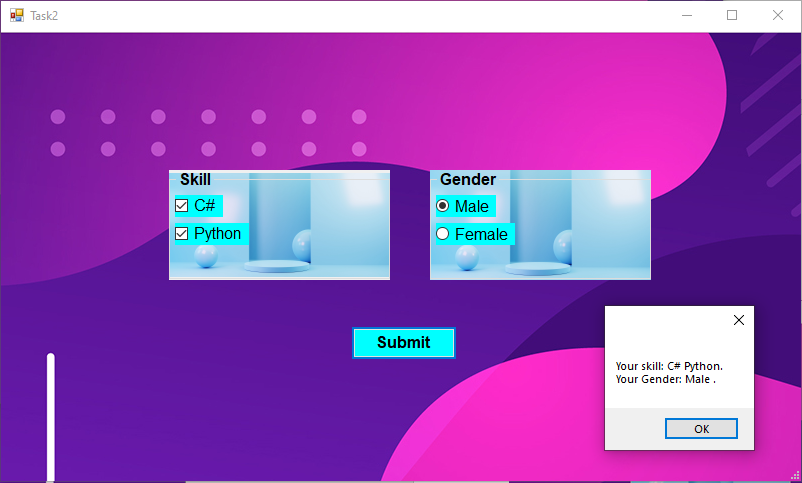 Task2
Skill
C#
Python
Gender
Male
Female
Submit
Your skill: C# Python.
Your Gender: Male .
OK